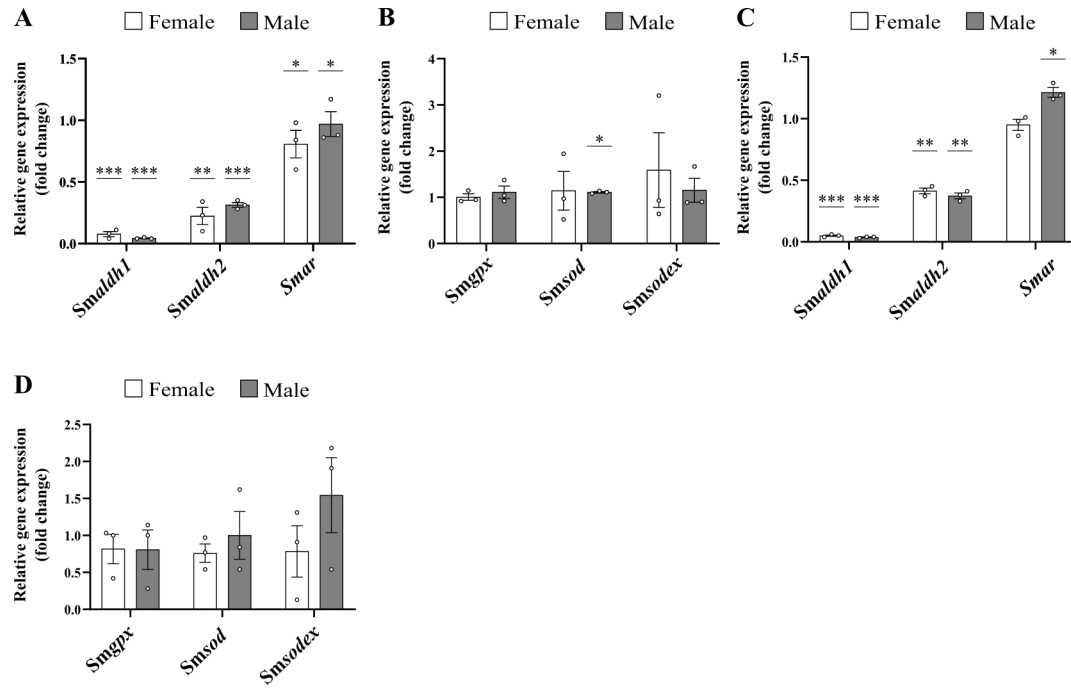 A
Female Male
Relative gene expression
(fold change)
1.5
1.0
0.5
0.0
*** *** ** *** * *
Smaldh1 Smaldh2 Smar
B
Female Male
Relative gene expression
(fold change)
4
3
2
1
0
*
Smgpx Smsod Smsodex
C
Female Male
Relative gene expression
(fold change)
1.5
1.0
0.5
0.0
*** *** ** ** *
Smaldh1 Smaldh2 Smar
D
Female Male
Relative gene expression
(fold change)
2.5
2.0
1.5
1.0
0.5
0.0
Smgpx Smsod Smsodex